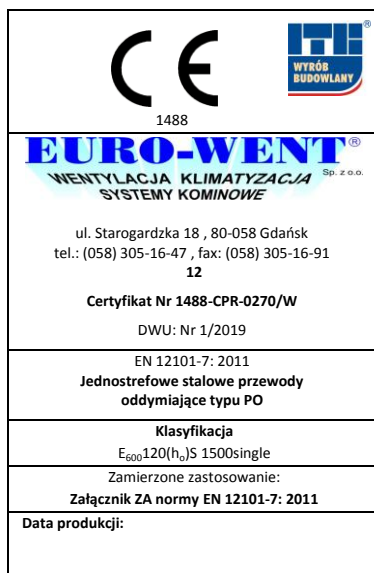 CE
ITB ®
WYRÓB
BUDOWLANY
1488
EURO-WENT®
WENTYLACJA KLIMATYZACJA Sp. z o.o.
SYSTEMY KOMINOWE
ul. Starogardzka 18 , 80-058 Gdańsk
tel.: (058) 305-16-47 , fax: (058) 305-16-91
12
Certyfikat Nr 1488-CPR-0270/W
DWU: Nr 1/2019
EN 12101-7: 2011
Jednostrefowe stalowe przewody
oddymiające typu PO
Klasyfikacja
E₆₀₀120(hₒ)S 1500single
Zamierzone zastosowanie:
Załącznik ZA normy EN 12101-7: 2011
Data produkcji: